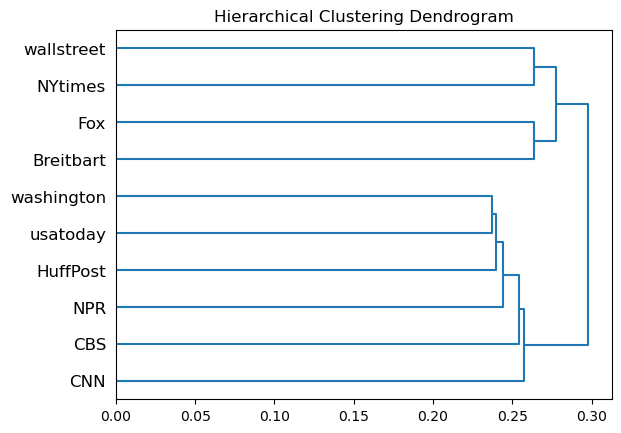 Hierarchical Clustering Dendrogram
wallstreet
NYtimes
Fox
Breitbart
washington
usatoday
HuffPost
NPR
CBS
CNN
0.00 0.05 0.10 0.15 0.20 0.25 0.30